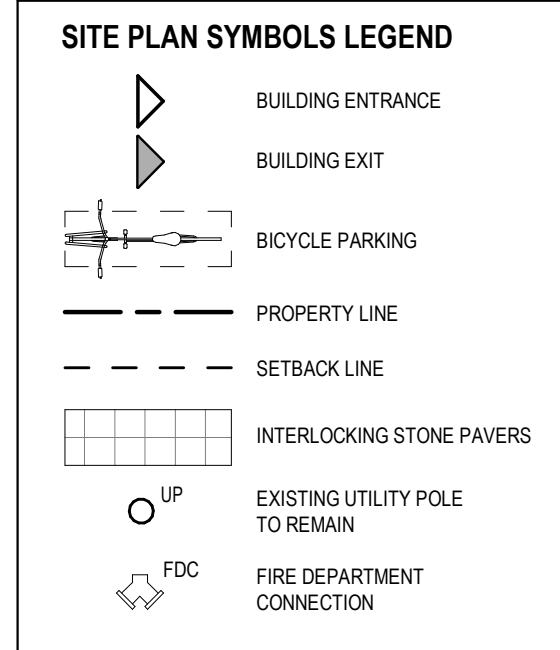 SITE PLAN SYMBOLS LEGEND
BUILDING ENTRANCE
BUILDING EXIT
BICYCLE PARKING
PROPERTY LINE
SETBACK LINE
INTERLOCKING STONE PAVERS
UP
EXISTING UTILITY POLE
TO REMAIN
FDC
FIRE DEPARTMENT
CONNECTION